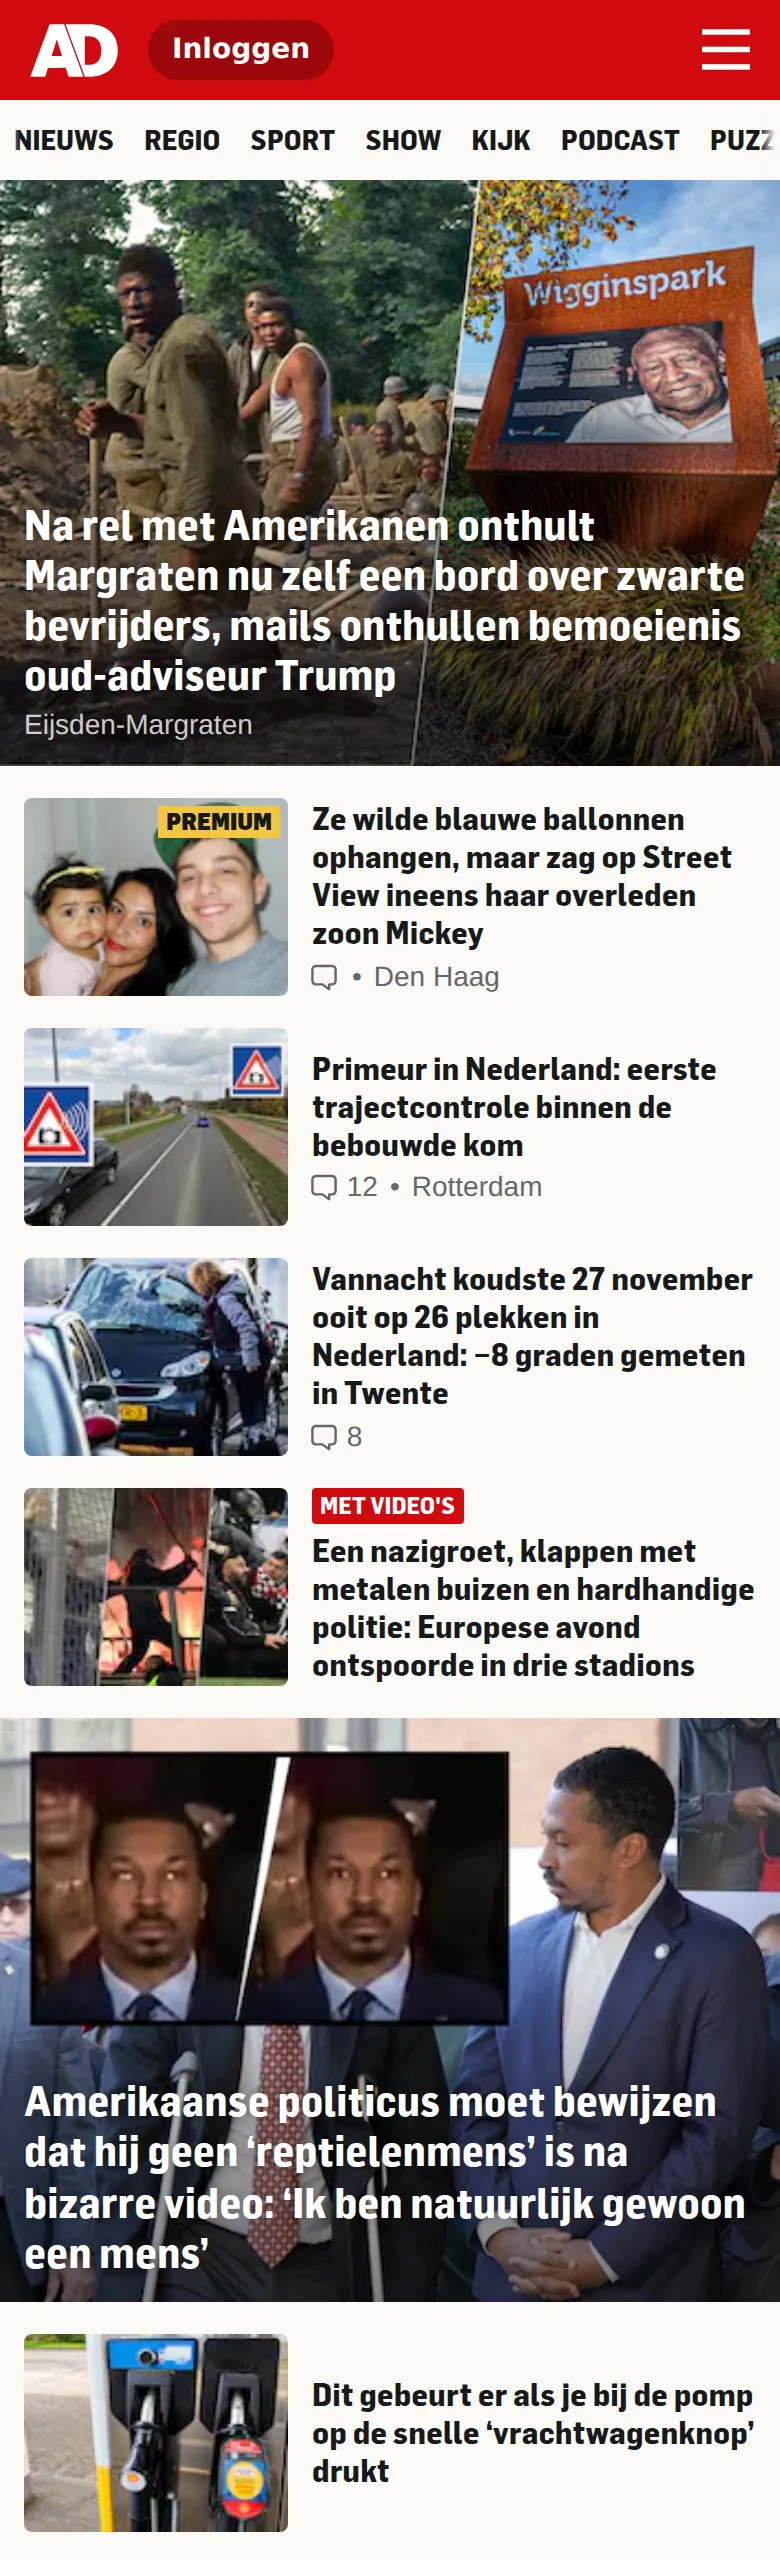 AD
Inloggen
NIEUWS REGIO SPORT SHOW KIJK PODCAST PUZZ
Wigginspark
Na rel met Amerikanen onthult
Margraten nu zelf een bord over zwarte
bevrijders, mails onthullen bemoeienis
oud-adviseur Trump
Eijsden-Margraten
PREMIUM
Ze wilde blauwe ballonnen
ophangen, maar zag op Street
View ineens haar overleden
zoon Mickey
• Den Haag
Primeur in Nederland: eerste
trajectcontrole binnen de
bebouwde kom
12 • Rotterdam
Vannacht koudste 27 november
ooit op 26 plekken in
Nederland: −8 graden gemeten
in Twente
8
MET VIDEO'S
Een nazigroet, klappen met
metalen buizen en hardhandige
politie: Europese avond
ontspoorde in drie stadions
Amerikaanse politicus moet bewijzen
dat hij geen ‘reptielenmens’ is na
bizarre video: ‘Ik ben natuurlijk gewoon
een mens’
Dit gebeurt er als je bij de pomp
op de snelle ‘vrachtwagenknop’
drukt